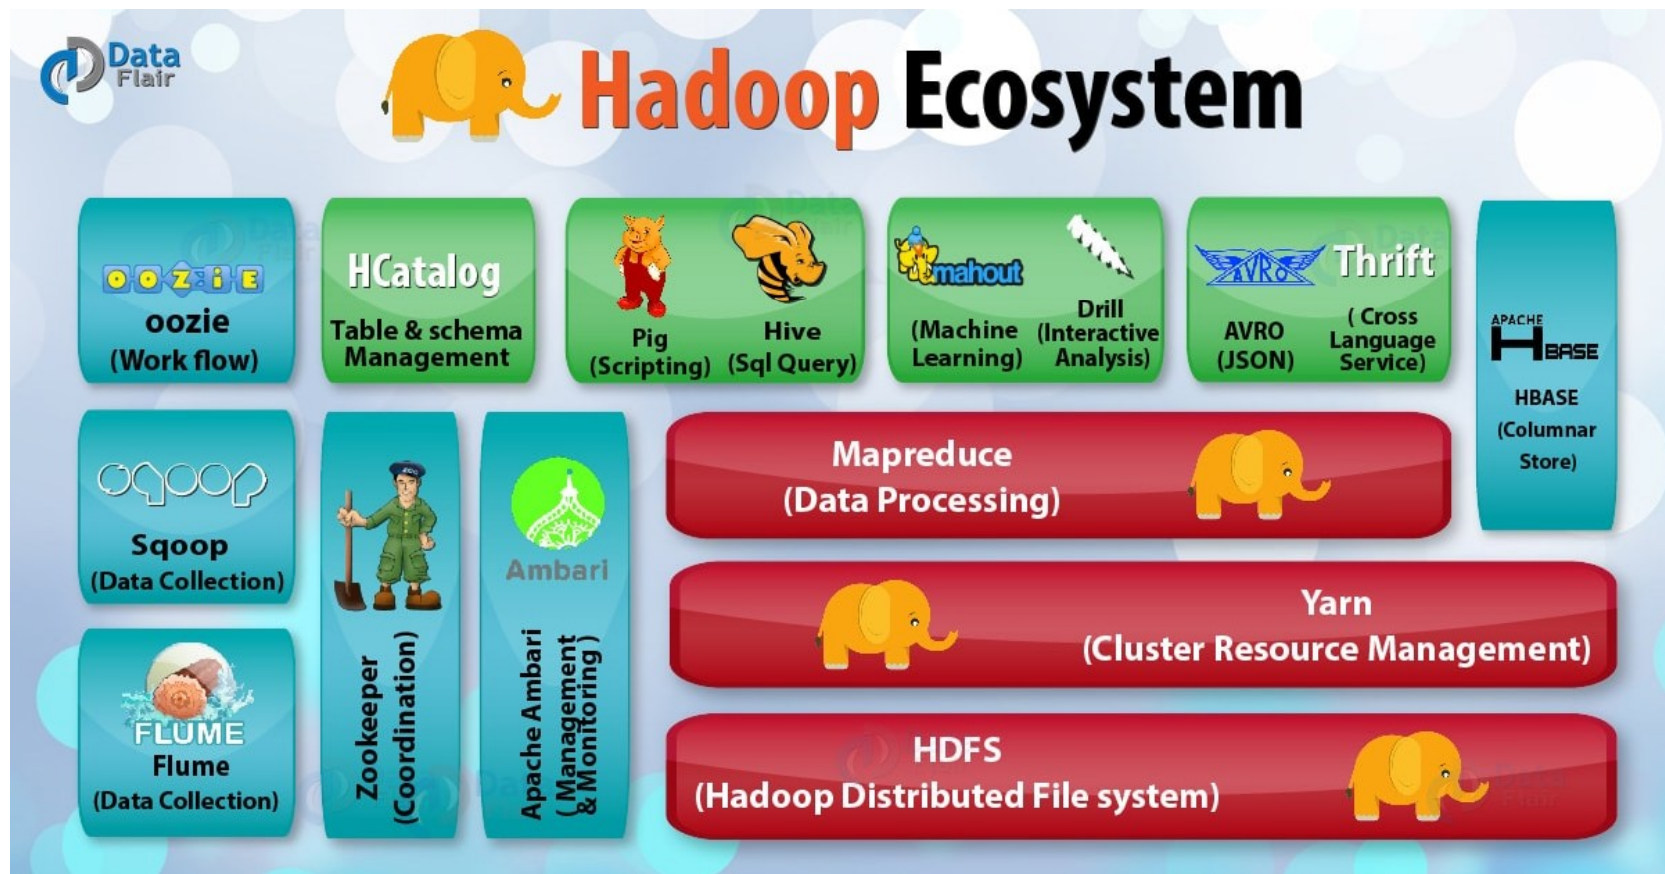 Data
Flair
Hadoop Ecosystem
OOZiE
oozie
(Work flow)
HCatalog
Table & schema
Management
Pig
(Scripting)
Hive
(Sql Query)
mahout
(Machine
Learning)
Drill
(Interactive
Analysis)
AVRO
AVRO
(JSON)
Thrift
( Cross
Language
Service)
APACHE
HBASE
HBASE
(Columnar
Store)
sqoop
Sqoop
(Data Collection)
FLUME
Flume
(Data Collection)
ZOO
Zookeeper
(Coordination)
Ambari
Apache Ambari
( Management
& Monitoring )
Mapreduce
(Data Processing)
Yarn
(Cluster Resource Management)
HDFS
(Hadoop Distributed File system)